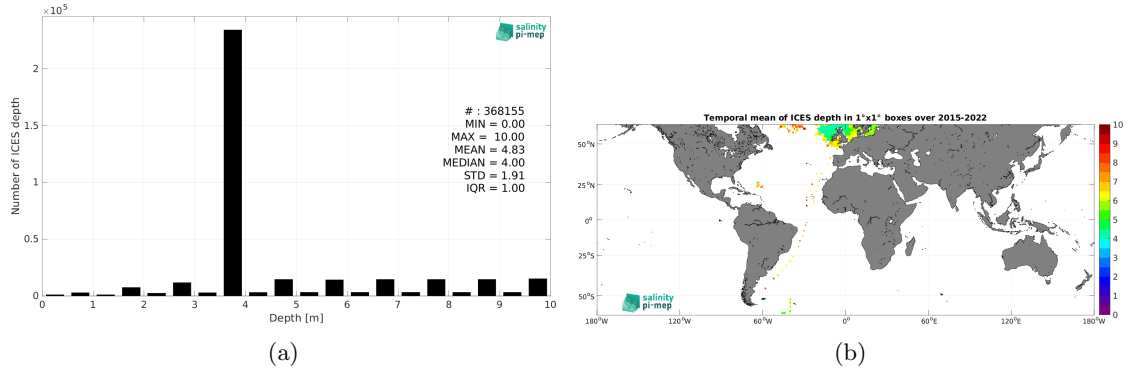 ×10⁵
salinity
pi-mep
2
1.5
1
0.5
0
Number of ICES depth
# : 368155
MIN = 0.00
MAX = 10.00
MEAN = 4.83
MEDIAN = 4.00
STD = 1.91
IQR = 1.00
0 1 2 3 4 5 6 7 8 9 10
Depth [m]
(a)
Temporal mean of ICES depth in 1°x1° boxes over 2015-2022
50°N
25°N
0°
25°S
50°S
salinity
pi-mep
180°W 120°W 60°W 0° 60°E 120°E 180°W
10
9
8
7
6
5
4
3
2
1
0
(b)